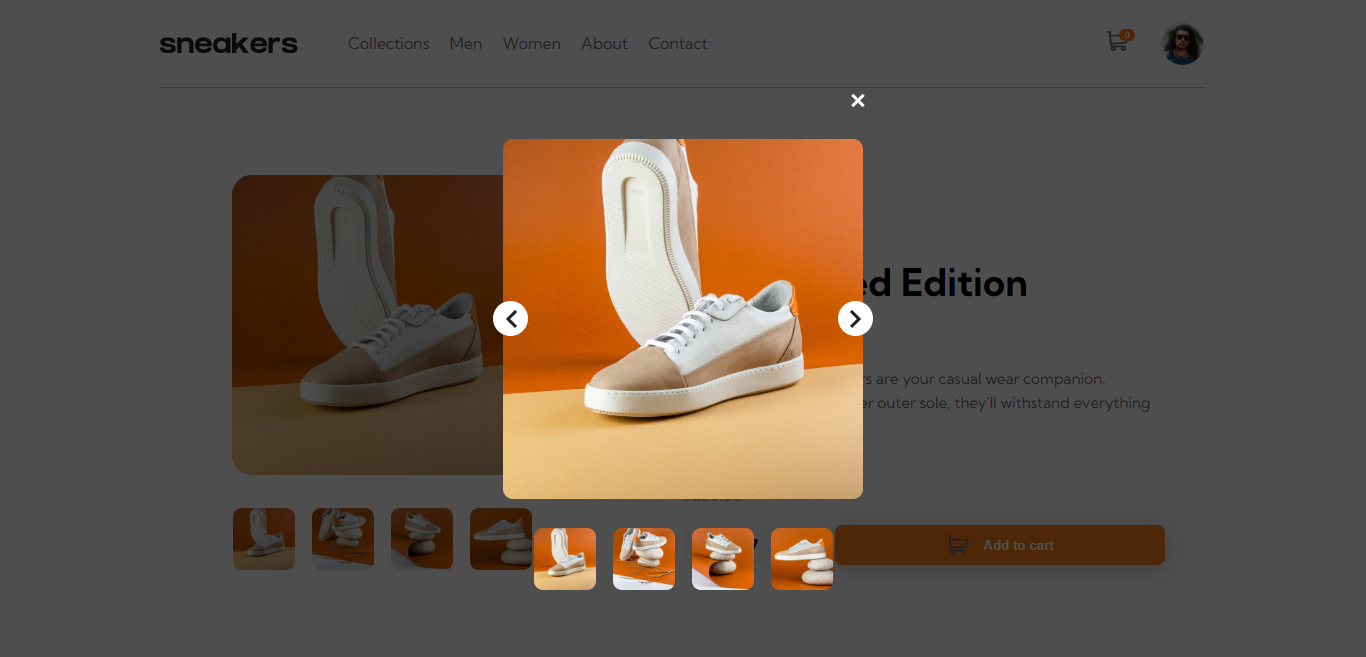 sneakers
Collections Men Women About Contact
0
ed Edition
rs are your casual wear companion.
er outer sole, they'll withstand everything
Add to cart